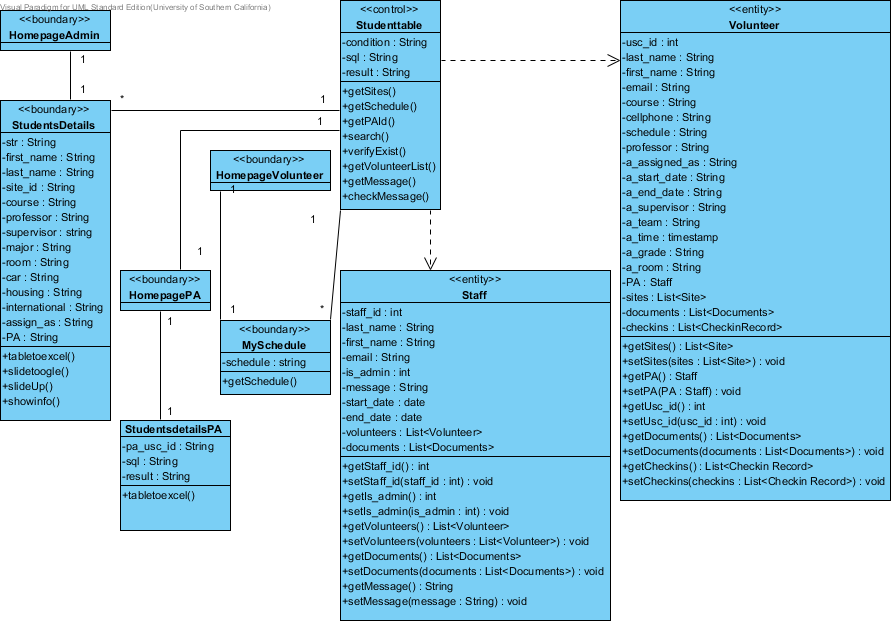 Visual Paradigm for UML Standard Edition(University of Southern California)
<<boundary>>
HomepageAdmin
1
1
<<boundary>>
StudentsDetails
-str : String
-first_name : String
-last_name : String
-site_id : String
-course : String
-professor : String
-supervisor : string
-major : String
-room : String
-car : String
-housing : String
-international : String
-assign_as : String
-PA : String
+tabletoexcel()
+slidetoogle()
+slideUp()
+showinfo()
*
1
1
<<control>>
Studenttable
-condition : String
-sql : String
-result : String
+getSites()
+getSchedule()
+getPAId()
+search()
+verifyExist()
+getVolunteerList()
+getMessage()
+checkMessage()
<<boundary>>
HomepageVolunteer
1
1
1
<<boundary>>
HomepagePA
1
1
*
<<boundary>>
MySchedule
-schedule : string
+getSchedule()
1
StudentsdetailsPA
-pa_usc_id : String
-sql : String
-result : String
+tabletoexcel()
<<entity>>
Staff
-staff_id : int
-last_name : String
-first_name : String
-email : String
-is_admin : int
-message : String
-start_date : date
-end_date : date
-volunteers : List<Volunteer>
-documents : List<Documents>
+getStaff_id() : int
+setStaff_id(staff_id : int) : void
+getIs_admin() : int
+setIs_admin(is_admin : int) : void
+getVolunteers() : List<Volunteer>
+setVolunteers(volunteers : List<Volunteer>) : void
+getDocuments() : List<Documents>
+setDocuments(documents : List<Documents>) : void
+getMessage() : String
+setMessage(message : String) : void
<<entity>>
Volunteer
-usc_id : int
-last_name : String
-first_name : String
-email : String
-course : String
-cellphone : String
-schedule : String
-professor : String
-a_assigned_as : String
-a_start_date : String
-a_end_date : String
-a_supervisor : String
-a_team : String
-a_time : timestamp
-a_grade : String
-a_room : String
-PA : Staff
-sites : List<Site>
-documents : List<Documents>
-checkins : List<CheckinRecord>
+getSites() : List<Site>
+setSites(sites : List<Site>) : void
+getPA() : Staff
+setPA(PA : Staff) : void
+getUsc_id() : int
+setUsc_id(usc_id : int) : void
+getDocuments() : List<Documents>
+setDocuments(documents : List<Documents>) : void
+getCheckins() : List<Checkin Record>
+setCheckins(checkins : List<Checkin Record>) : void